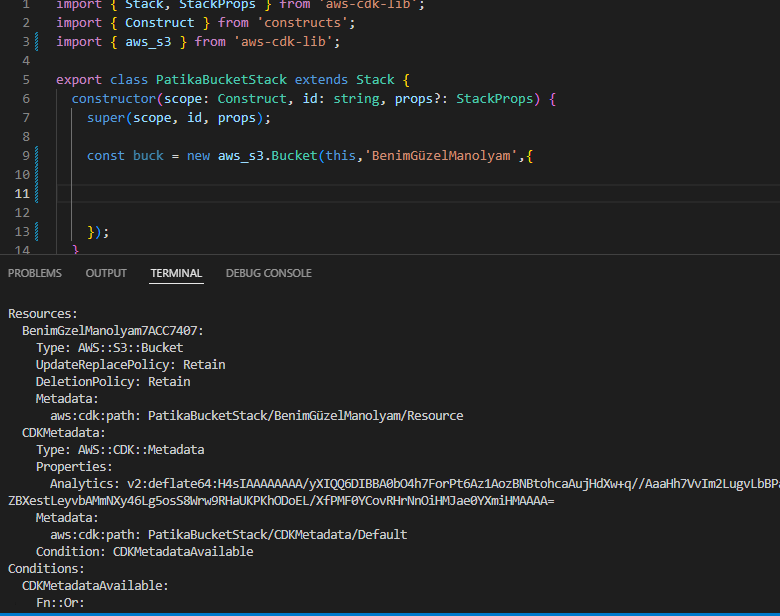 1 import { Stack, StackProps } from 'aws-cdk-lib';
2 import { Construct } from 'constructs';
3 import { aws_s3 } from 'aws-cdk-lib';
4
5 export class PatikaBucketStack extends Stack {
6 constructor(scope: Construct, id: string, props?: StackProps) {
7 super(scope, id, props);
8
9 const buck = new aws_s3.Bucket(this,'BenimGüzelManolyam',{
10
11
12
13 });
14 }
PROBLEMS OUTPUT TERMINAL DEBUG CONSOLE
Resources:
BenimGzelManolyam7ACC7407:
Type: AWS::S3::Bucket
UpdateReplacePolicy: Retain
DeletionPolicy: Retain
Metadata:
aws:cdk:path: PatikaBucketStack/BenimGüzelManolyam/Resource
CDKMetadata:
Type: AWS::CDK::Metadata
Properties:
Analytics: v2:deflate64:H4sIAAAAAAAA/yXIQQ6DIBBA0bO4h7ForPt6Az1AozBNBtohcaAujHdXw+q//AaaHh7VvIm2LugvLbBPa
ZBXestLeyvbAMmNXy46Lg5osS8Wrw9RHaUKPKhODoEL/XfPMF0YCovRHrNnOiHMJae0YXmiHMAAAA=
Metadata:
aws:cdk:path: PatikaBucketStack/CDKMetadata/Default
Condition: CDKMetadataAvailable
Conditions:
CDKMetadataAvailable:
Fn::Or: